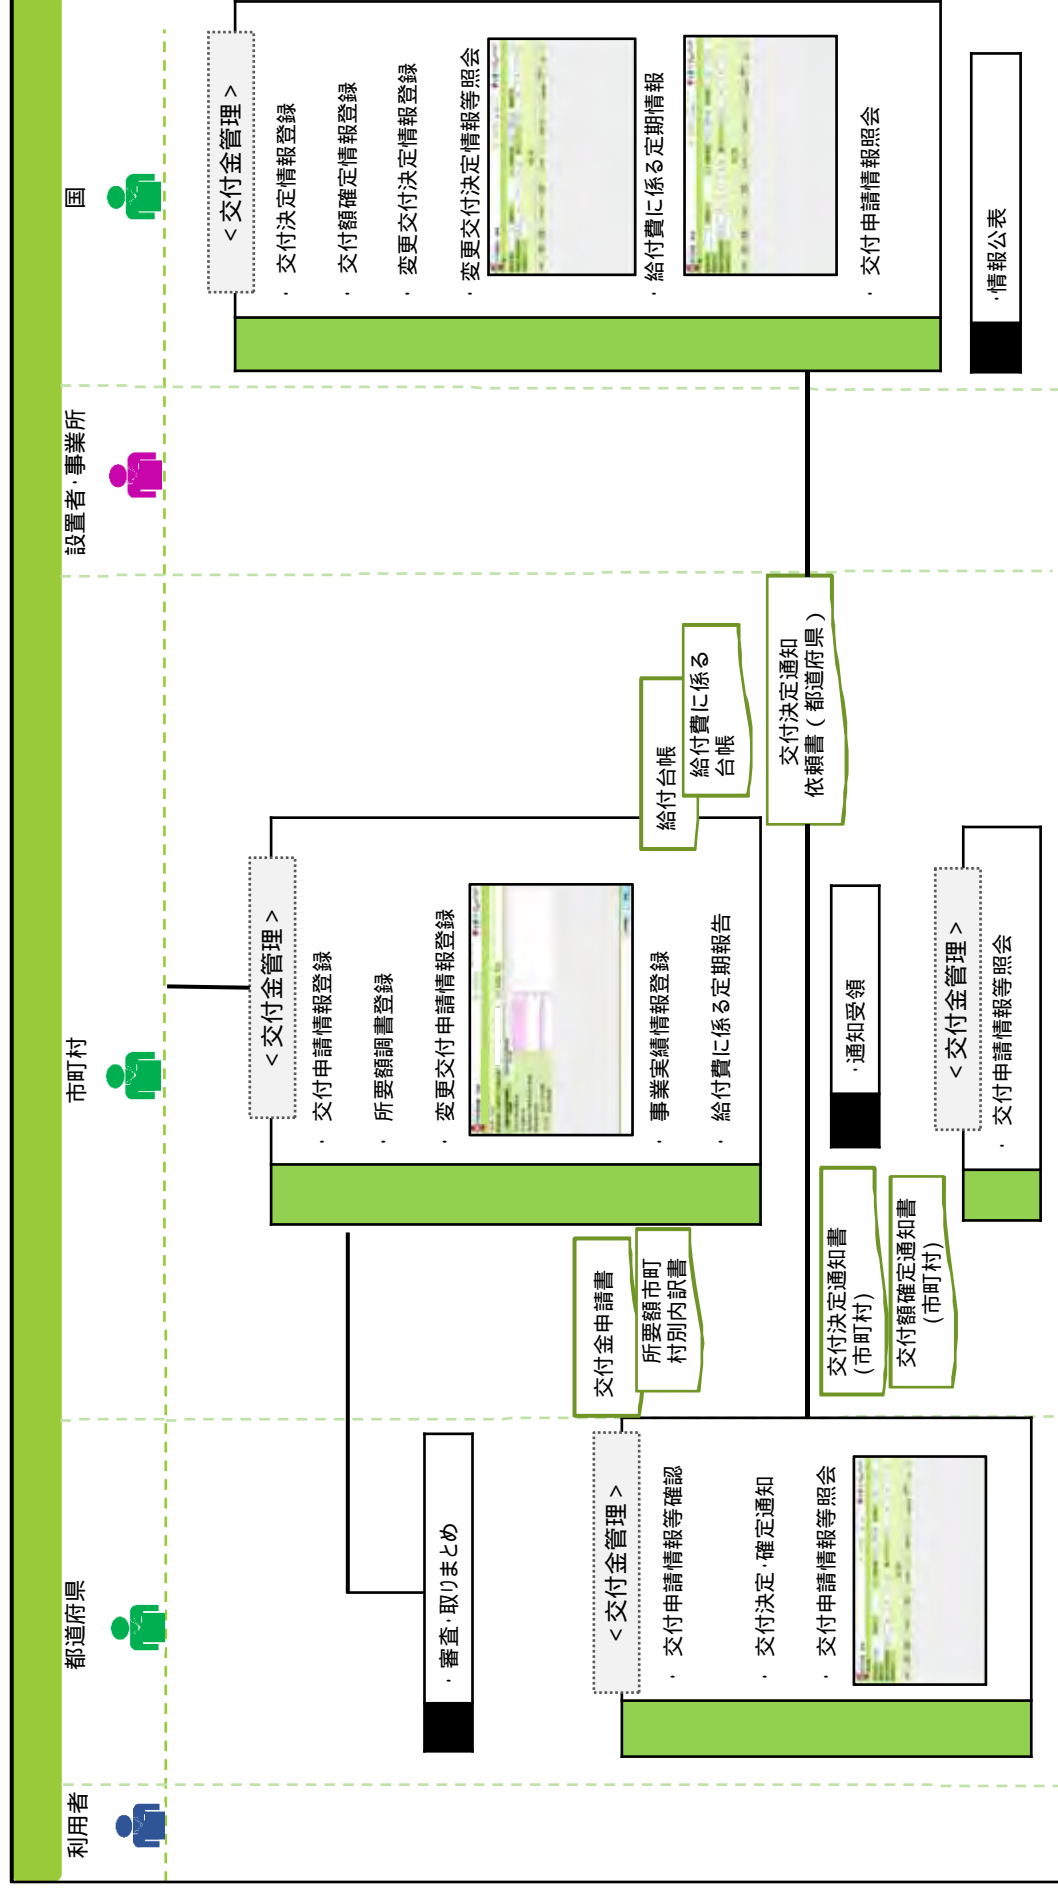 利用者
都道府県
市町村
設置者・事業所
国
・審査・取りまとめ
＜交付金管理＞
・交付申請情報等確認
・交付決定・確定通知
・交付申請情報等照会
＜交付金管理＞
・交付申請情報登録
・所要額調書登録
・変更交付申請情報登録
・事業実績情報登録
・給付費に係る定期報告
交付金申請書
所要額市町
村別内訳書
給付台帳
給付費に係る
台帳
交付決定通知
依頼書（都道府県）
交付決定通知書
(市町村)
交付額確定通知書
(市町村)
・通知受領
＜交付金管理＞
・交付申請情報等照会
＜交付金管理＞
・交付決定情報登録
・交付額確定情報登録
・変更交付決定情報登録
・変更交付決定情報等照会
・給付費に係る定期情報
・交付申請情報照会
・情報公表